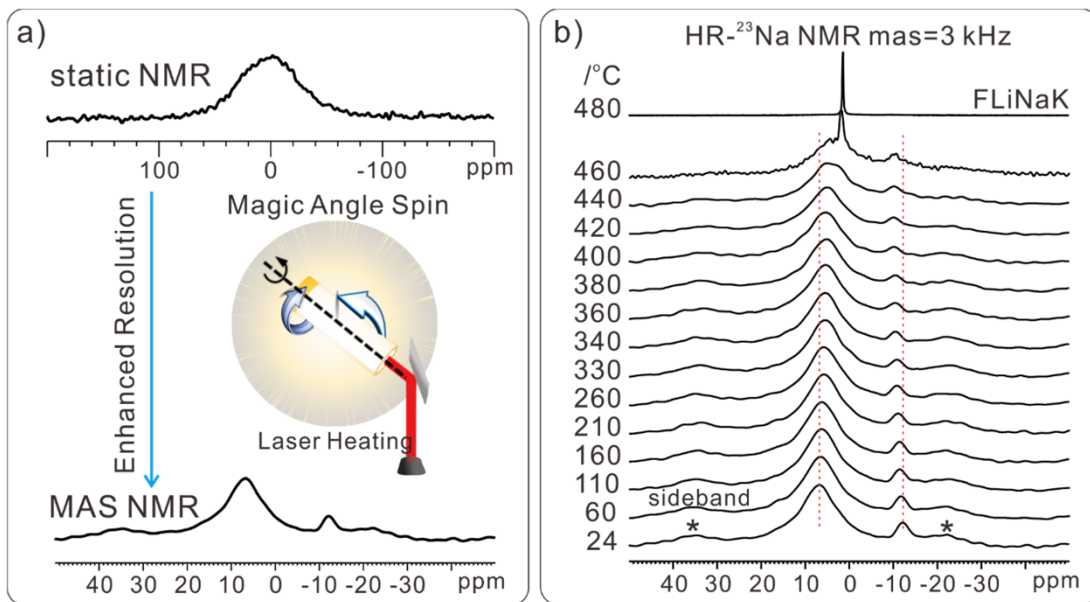 a)
static NMR
100 0 -100 ppm
Enhanced Resolution
Magic Angle Spin
Laser Heating
MAS NMR
40 30 20 10 0 -10 -20 -30 ppm
b)
HR-²³Na NMR mas=3 kHz
/°C
480
FLiNaK
460
440
420
400
380
360
340
330
260
210
160
110
sideband
60
* *
24
40 30 20 10 0 -10 -20 -30 ppm